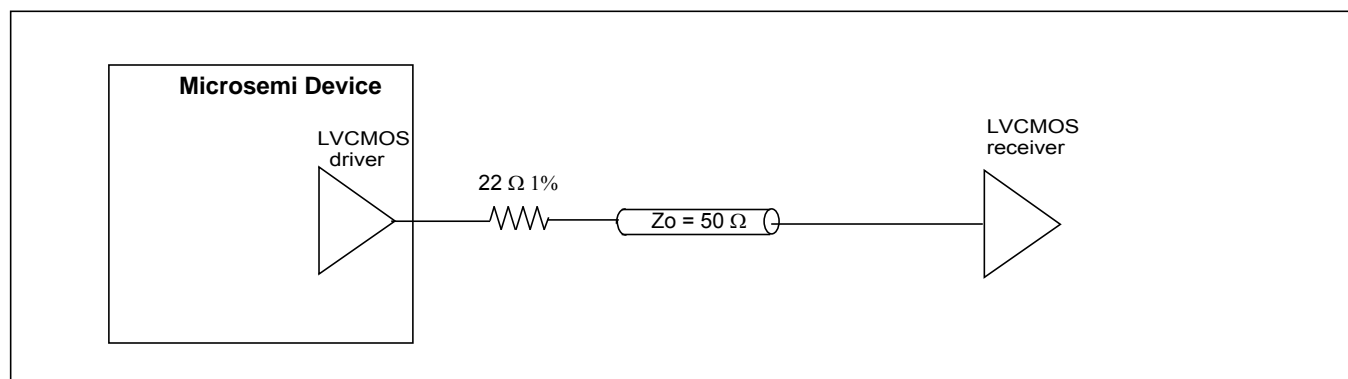 Microsemi Device
LVCMOS
driver
22 Ω 1%
Zo = 50 Ω
LVCMOS
receiver